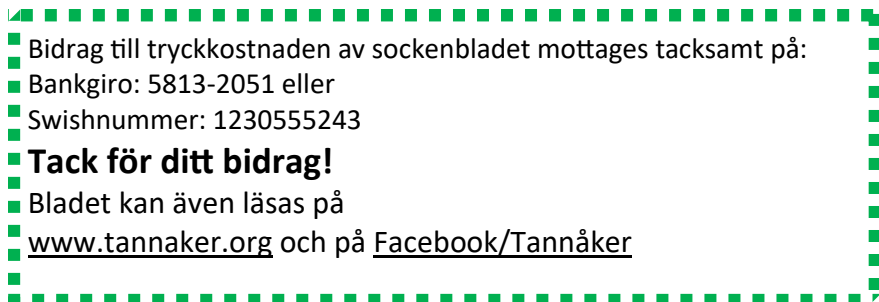 Bidrag till tryckkostnaden av sockenbladet mottages tacksamt på:
Bankgiro: 5813-2051 eller
Swishnummer: 1230555243
Tack för ditt bidrag!
Bladet kan även läsas på
www.tannaker.org och på Facebook/Tannåker